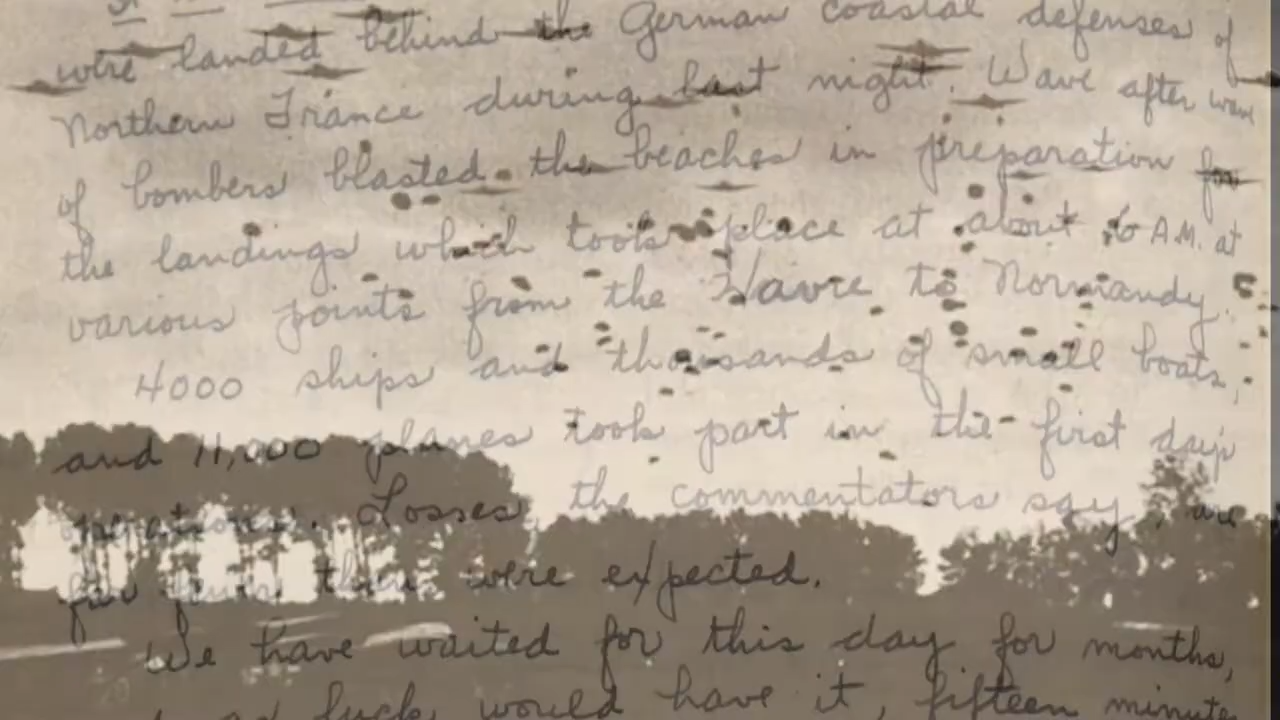 were landed behind the German coastal defenses of
Northern France during last night. Wave after wave
of bombers blasted the beaches in preparation for
the landings which took place at about 6 A.M. at
various points from the Havre to Normandy.
4000 ships and thousands of small boats,
and 11,000 planes took part in the first day's
operations. Losses, the commentators say, are
far fewer than were expected.
We have waited for this day for months,
luck would have it, fifteen minute